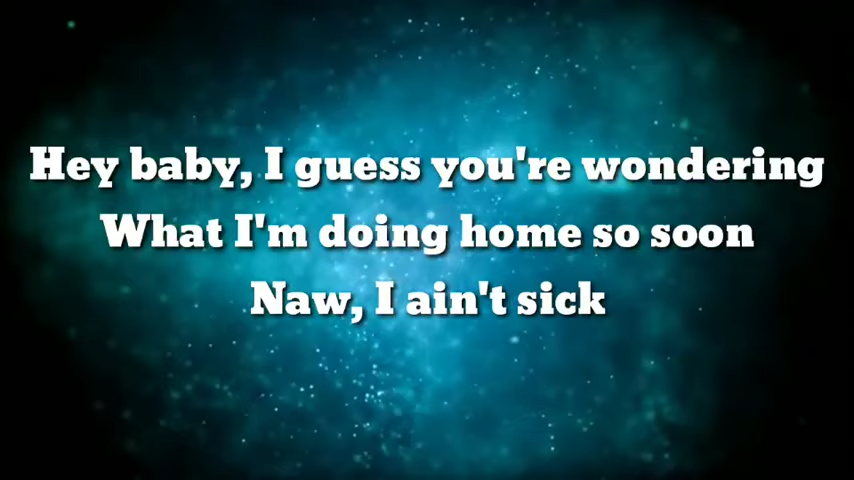 Hey baby, I guess you're wondering
What I'm doing home so soon
Naw, I ain't sick